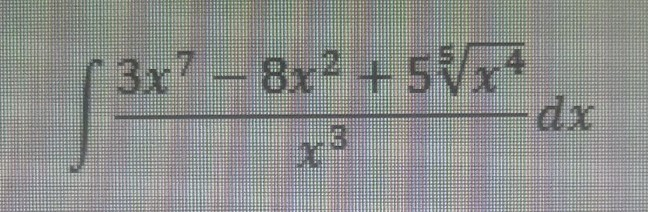 ∫ (3x⁷ − 8x² + 5⁵√(x⁴)) / x³ dx